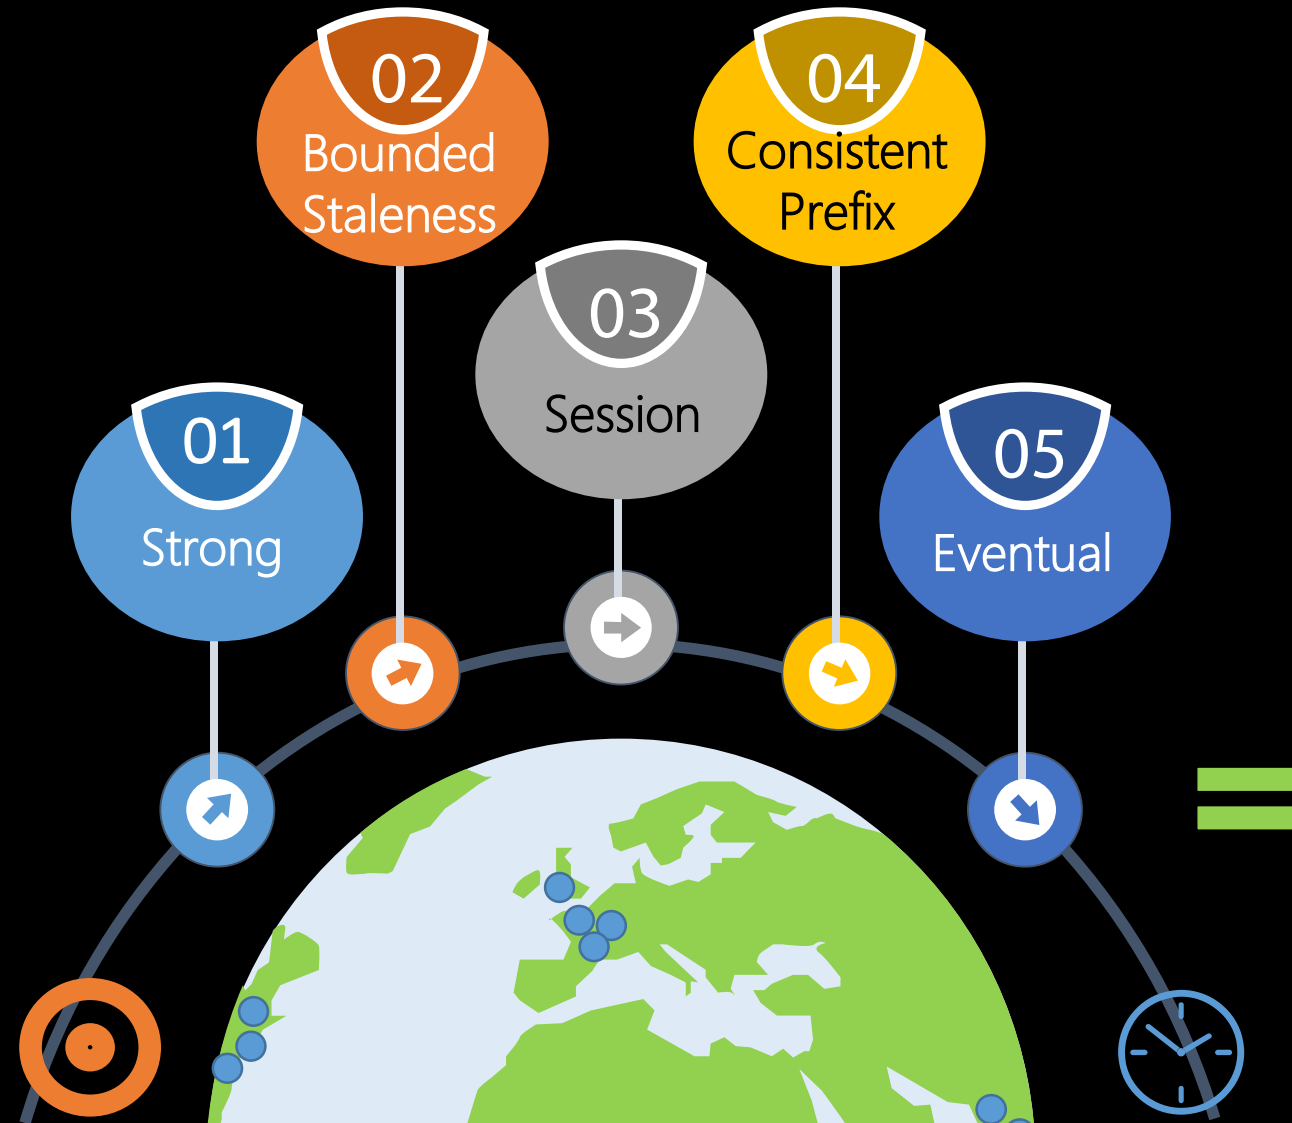 01
Strong
02
Bounded
Staleness
03
Session
04
Consistent
Prefix
05
Eventual